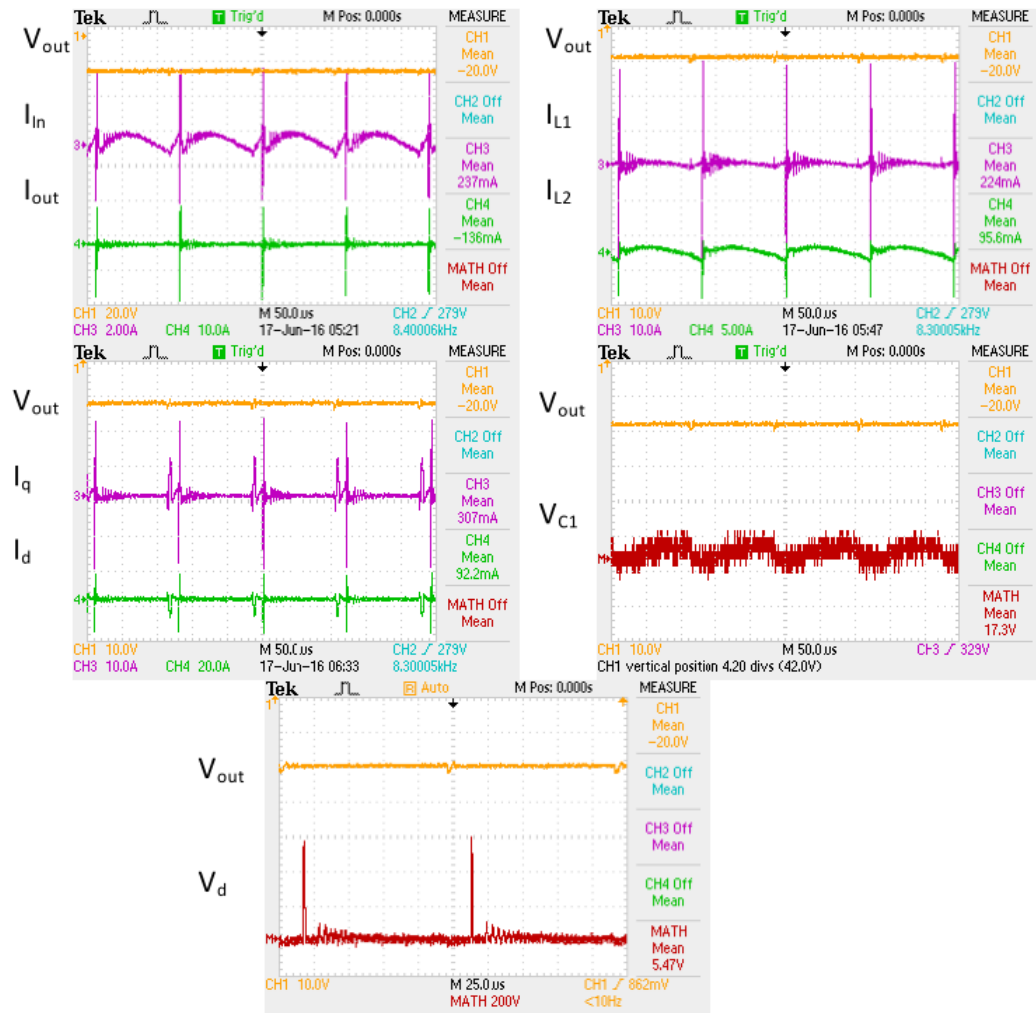 Tek Trig'd M Pos: 0.000s MEASURE
1
CH1
Mean
-20.0V
CH2 Off
Mean
CH3
Mean
237mA
CH4
Mean
-136mA
MATH Off
Mean
Vout
IIn
Iout
3
4
CH1 20.0V M 50.0us CH2 279V
CH3 2.00A CH4 10.0A 17-Jun-16 05:21 8.40006kHz
Tek Trig'd M Pos: 0.000s MEASURE
1
CH1
Mean
-20.0V
CH2 Off
Mean
CH3
Mean
224mA
CH4
Mean
95.6mA
MATH Off
Mean
Vout
IL1
IL2
3
4
CH1 10.0V M 50.0us CH2 279V
CH3 10.0A CH4 5.00A 17-Jun-16 05:47 8.30005kHz
Tek Trig'd M Pos: 0.000s MEASURE
1
CH1
Mean
-20.0V
CH2 Off
Mean
CH3
Mean
307mA
CH4
Mean
92.2mA
MATH Off
Mean
Vout
Iq
Id
3
4
CH1 10.0V M 50.0us CH2 279V
CH3 10.0A CH4 20.0A 17-Jun-16 06:33 8.30005kHz
Tek Trig'd M Pos: 0.000s MEASURE
1
CH1
Mean
-20.0V
CH2 Off
Mean
CH3 Off
Mean
CH4 Off
Mean
MATH
Mean
17.3V
Vout
VC1
M
CH1 10.0V M 50.0us CH3 329V
CH1 vertical position 4.20 divs (42.0V)
Tek R Auto M Pos: 0.000s MEASURE
1
CH1
Mean
-20.0V
CH2 Off
Mean
CH3 Off
Mean
CH4 Off
Mean
MATH
Mean
5.47V
Vout
Vd
M
CH1 10.0V M 25.0us CH1 862mV
MATH 200V <10Hz